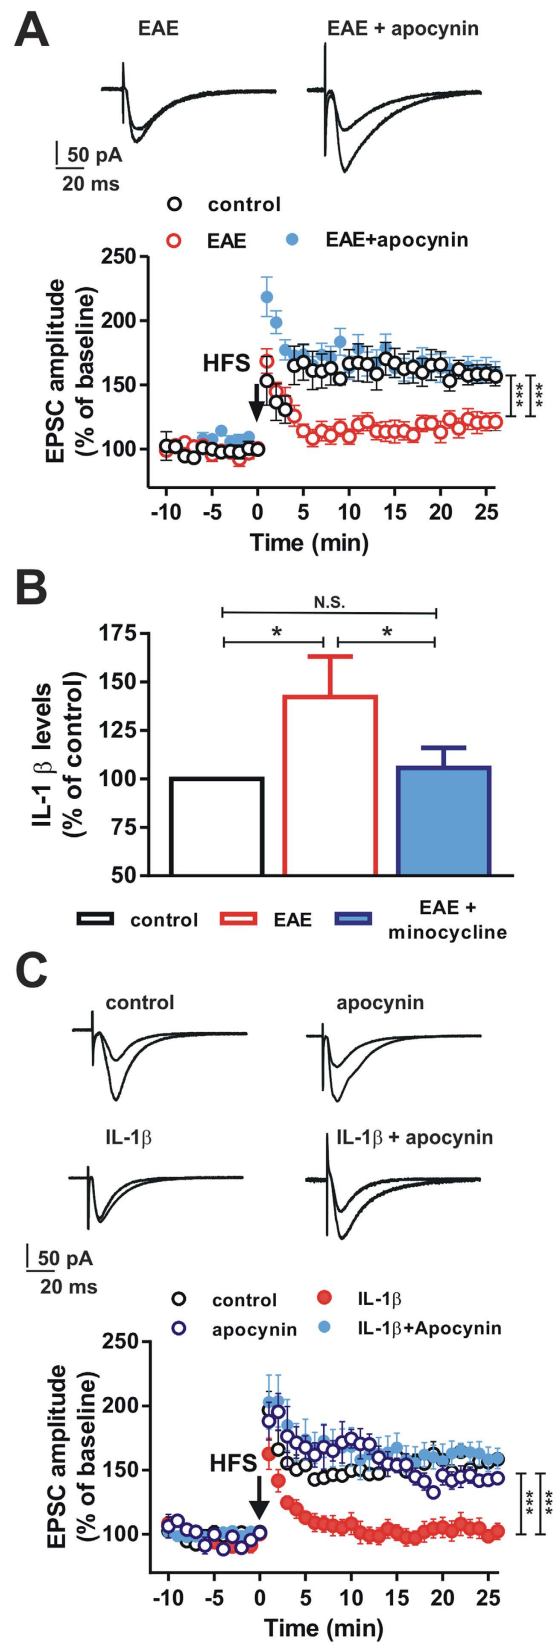 A
EAE
EAE + apocynin
50 pA
20 ms
control
EAE
EAE+apocynin
EPSC amplitude
(% of baseline)
250
200
150
100
HFS
***
***
-10 -5 0 5 10 15 20 25
Time (min)
B
N.S.
*
*
IL-1 β levels
(% of control)
175
150
125
100
75
50
control
EAE
EAE +
minocycline
C
control
apocynin
IL-1β
IL-1β + apocynin
50 pA
20 ms
control
IL-1β
apocynin
IL-1β+Apocynin
EPSC amplitude
(% of baseline)
250
200
150
100
HFS
***
***
-10 -5 0 5 10 15 20 25
Time (min)